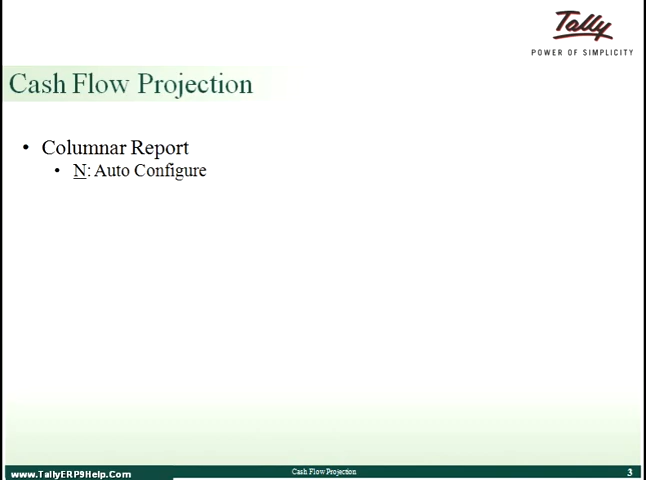 Tally
POWER OF SIMPLICITY
Cash Flow Projection
• Columnar Report
• N: Auto Configure
www.TallyERP9Help.Com
Cash Flow Projection
3